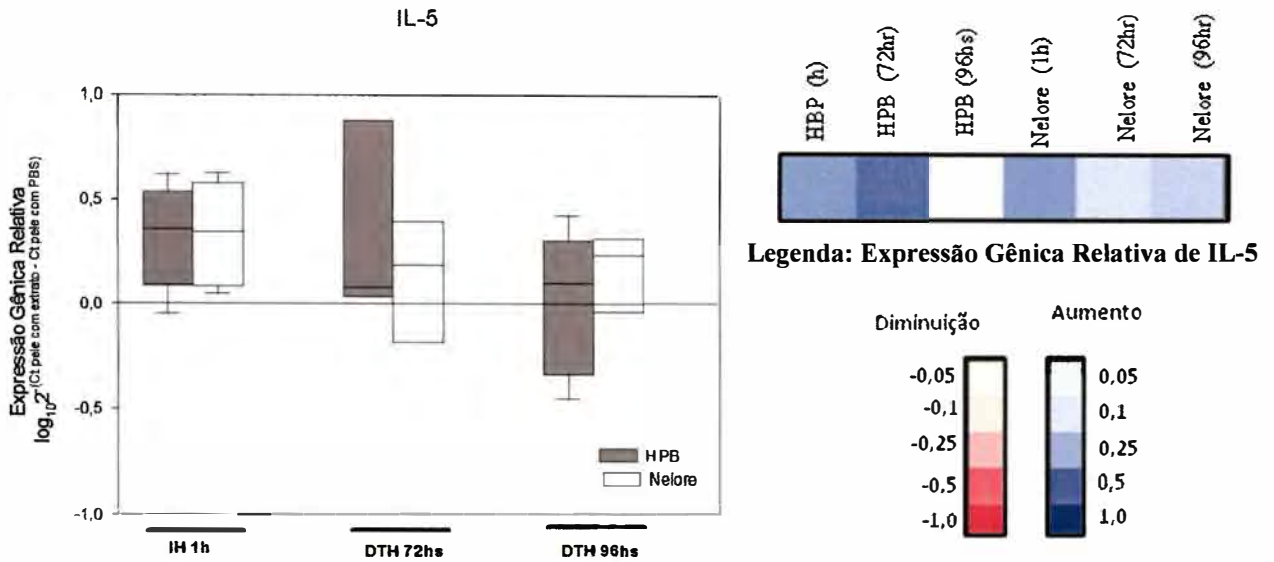 IL-5
Expressão Gênica Relativa
log₁₀2⁻(Ct pele com extrato - Ct pele com PBS)
1,0
0,5
0,0
-0,5
-1,0
HPB
Nelore
IH 1h
DTH 72hs
DTH 96hs
HBP (h)
HPB (72hr)
HPB (96hs)
Nelore (1h)
Nelore (72hr)
Nelore (96hr)
Legenda: Expressão Gênica Relativa de IL-5
Diminuição
Aumento
-0,05
-0,1
-0,25
-0,5
-1,0
0,05
0,1
0,25
0,5
1,0